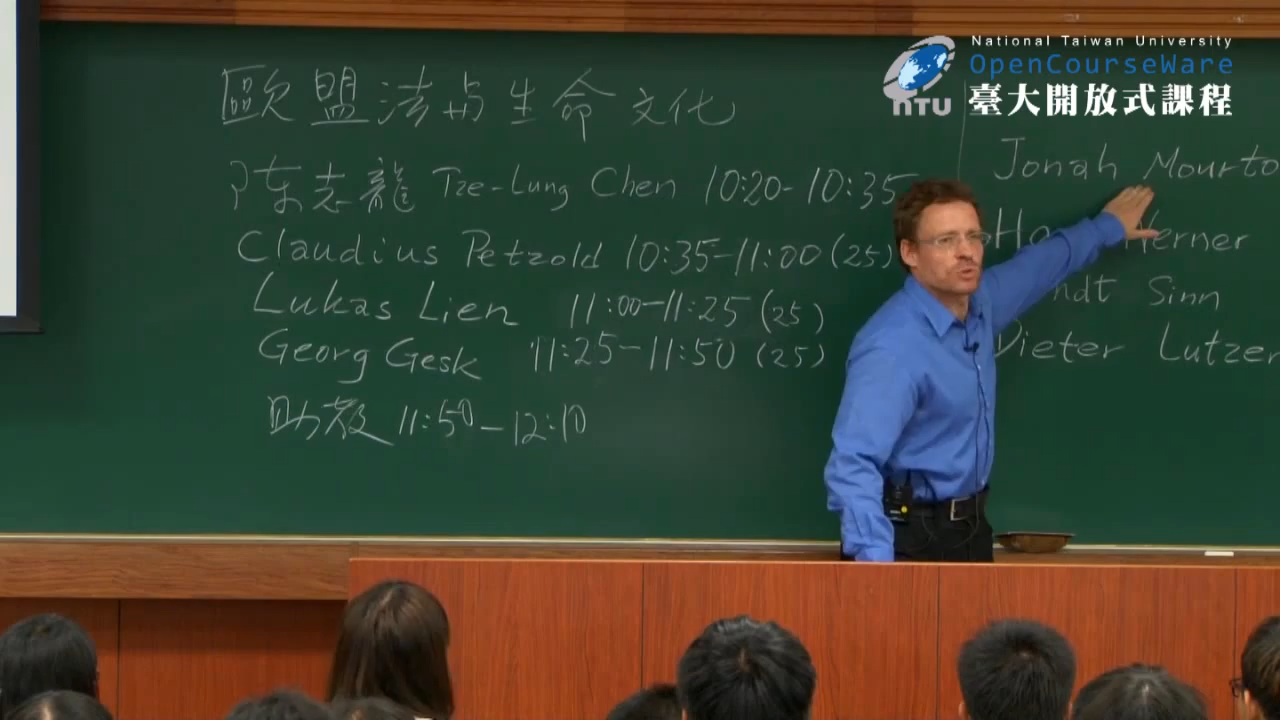 National Taiwan University
OpenCourseWare
NTU
臺大開放式課程
歐盟法与生命文化
陈志龍 Tze-Lung Chen 10:20-10:35
Claudius Petzold 10:35-11:00 (25)
Lukas Lien 11:00-11:25 (25)
Georg Gesk 11:25-11:50 (25)
助教 11:50-12:10
Jonah
Sinn
Dieter